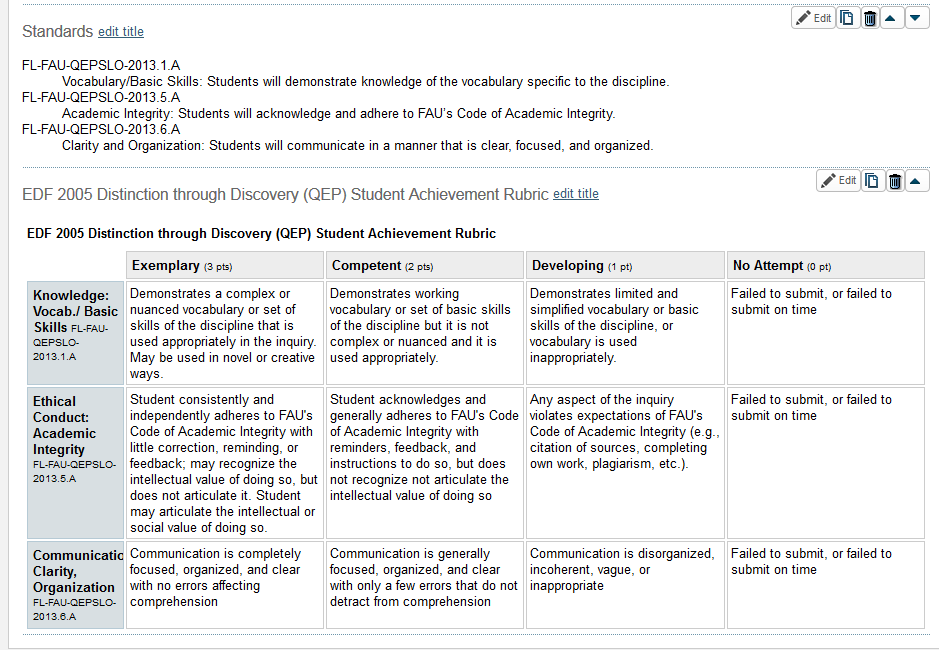 Edit
Standards edit title
FL-FAU-QEPSLO-2013.1.A
Vocabulary/Basic Skills: Students will demonstrate knowledge of the vocabulary specific to the discipline.
FL-FAU-QEPSLO-2013.5.A
Academic Integrity: Students will acknowledge and adhere to FAU's Code of Academic Integrity.
FL-FAU-QEPSLO-2013.6.A
Clarity and Organization: Students will communicate in a manner that is clear, focused, and organized.
Edit
EDF 2005 Distinction through Discovery (QEP) Student Achievement Rubric edit title
EDF 2005 Distinction through Discovery (QEP) Student Achievement Rubric
Exemplary (3 pts)
Competent (2 pts)
Developing (1 pt)
No Attempt (0 pt)
Knowledge:
Vocab./ Basic
Skills FL-FAU-
QEPSLO-
2013.1.A
Demonstrates a complex or
nuanced vocabulary or set of
skills of the discipline that is
used appropriately in the inquiry.
May be used in novel or creative
ways.
Demonstrates working
vocabulary or set of basic skills
of the discipline but it is not
complex or nuanced and it is
used appropriately.
Demonstrates limited and
simplified vocabulary or basic
skills of the discipline, or
vocabulary is used
inappropriately.
Failed to submit, or failed to
submit on time
Ethical
Conduct:
Academic
Integrity
FL-FAU-QEPSLO-
2013.5.A
Student consistently and
independently adheres to FAU's
Code of Academic Integrity with
little correction, reminding, or
feedback; may recognize the
intellectual value of doing so, but
does not articulate it. Student
may articulate the intellectual or
social value of doing so.
Student acknowledges and
generally adheres to FAU's Code
of Academic Integrity with
reminders, feedback, and
instructions to do so, but does
not recognize not articulate the
intellectual value of doing so
Any aspect of the inquiry
violates expectations of FAU's
Code of Academic Integrity (e.g.,
citation of sources, completing
own work, plagiarism, etc.).
Failed to submit, or failed to
submit on time
Communicatio
Clarity,
Organization
FL-FAU-QEPSLO-
2013.6.A
Communication is completely
focused, organized, and clear
with no errors affecting
comprehension
Communication is generally
focused, organized, and clear
with only a few errors that do not
detract from comprehension
Communication is disorganized,
incoherent, vague, or
inappropriate
Failed to submit, or failed to
submit on time